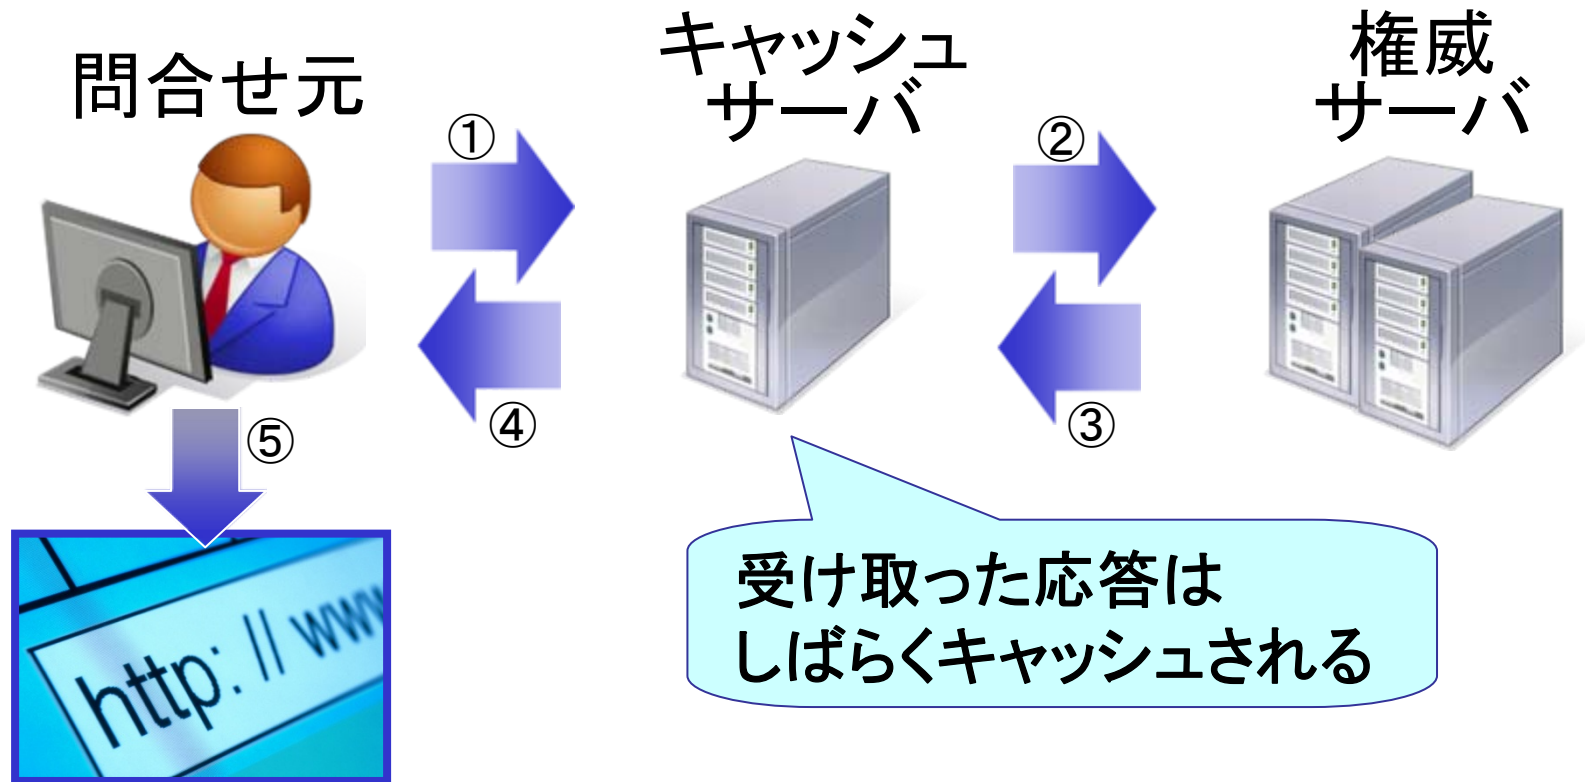 問合せ元
キャッシュ
サーバ
権威
サーバ
①
②
④
③
⑤
受け取った応答は
しばらくキャッシュされる
http: // www